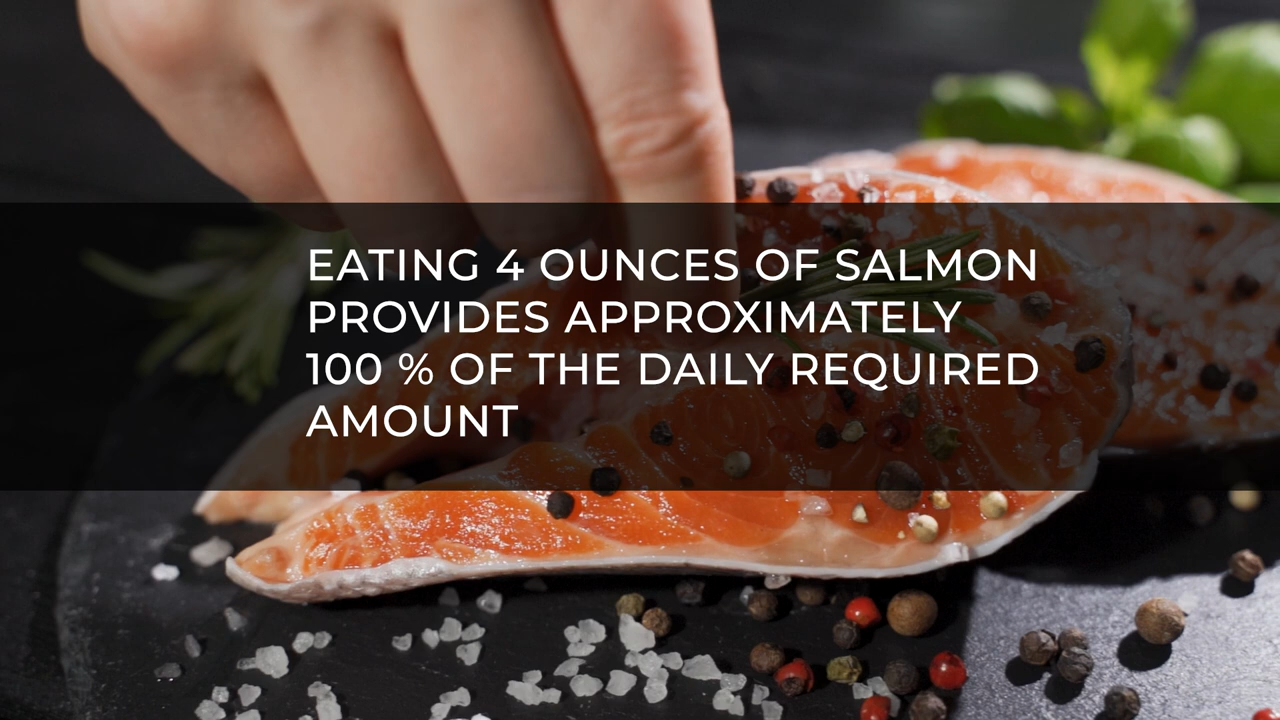 EATING 4 OUNCES OF SALMON
PROVIDES APPROXIMATELY
100 % OF THE DAILY REQUIRED
AMOUNT